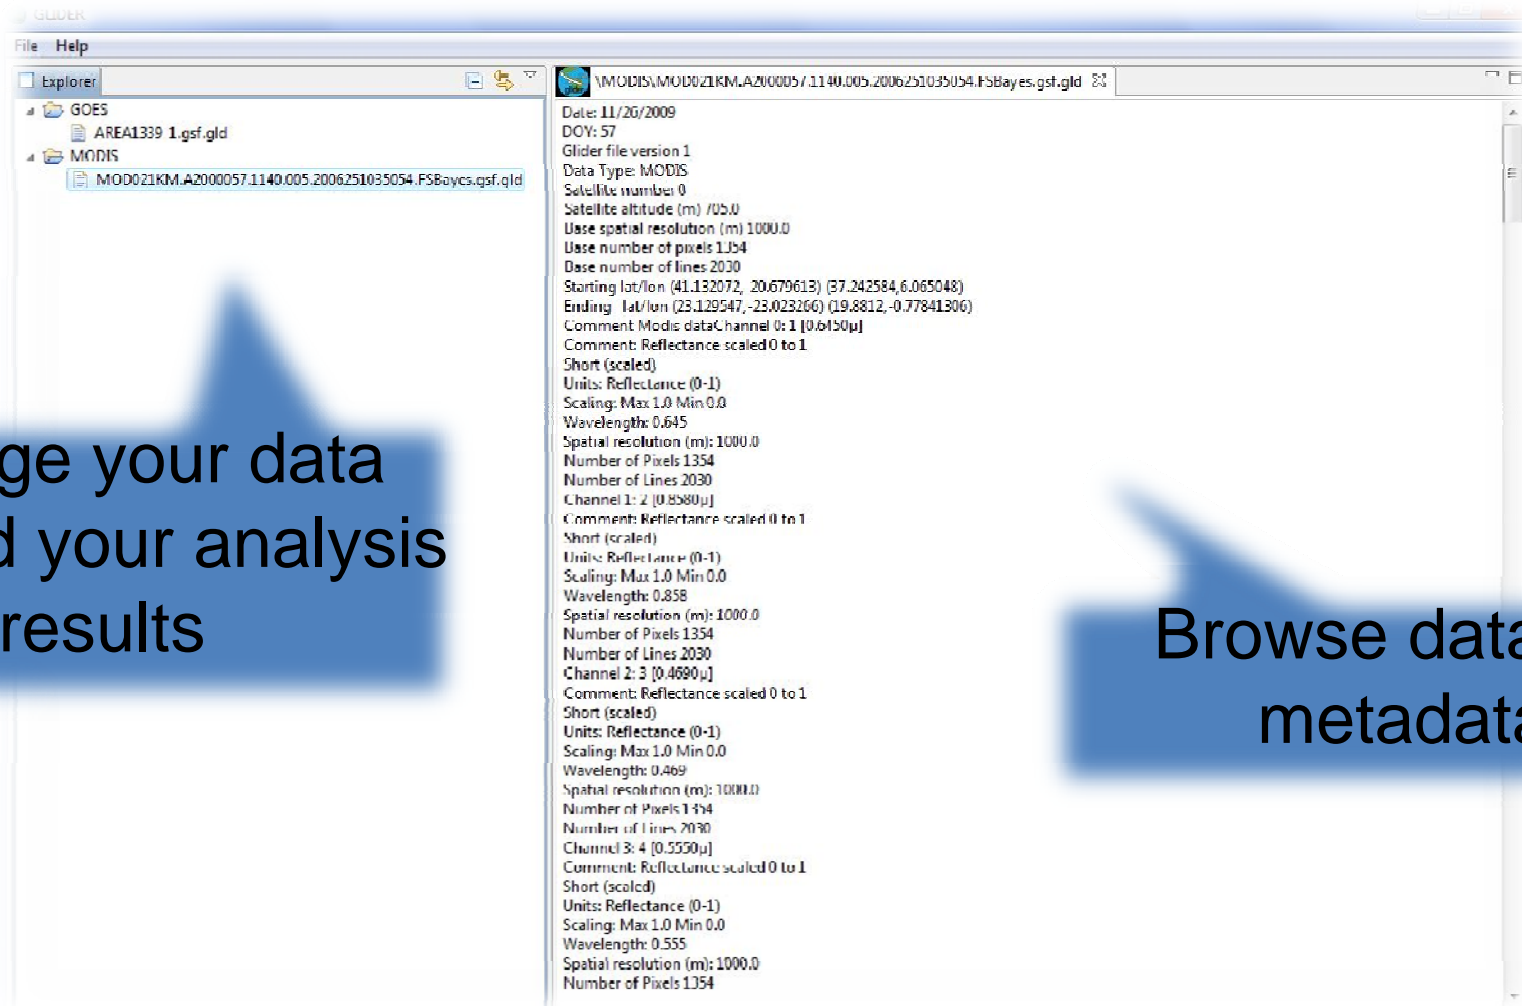 GLIDER
File Help
Explorer
GOES
AREA1339 1.gsf.gld
MODIS
MOD021KM.A2000057.1140.005.2006251035054.FSBayes.gsf.gld
ge your data
d your analysis
results
\MODIS\MOD021KM.A2000057.1140.005.2006251035054.FSBayes.gsf.gld
Date: 11/26/2009
DOY: 57
Glider file version 1
Data Type: MODIS
Satellite number 0
Satellite altitude (m) 705.0
Base spatial resolution (m) 1000.0
Base number of pixels 1354
Base number of lines 2030
Starting lat/lon (41.132072, 20.679613) (37.242584,6.065048)
Ending lat/lon (23.129547,-23.023266) (19.8812,-0.77841306)
Comment Modis dataChannel 0: 1 [0.6450µ]
Comment: Reflectance scaled 0 to 1
Short (scaled)
Units: Reflectance (0-1)
Scaling: Max 1.0 Min 0.0
Wavelength: 0.645
Spatial resolution (m): 1000.0
Number of Pixels 1354
Number of Lines 2030
Channel 1: 2 [0.8580µ]
Comment: Reflectance scaled 0 to 1
Short (scaled)
Units: Reflectance (0-1)
Scaling: Max 1.0 Min 0.0
Wavelength: 0.858
Spatial resolution (m): 1000.0
Number of Pixels 1354
Number of Lines 2030
Channel 2: 3 [0.4690µ]
Comment: Reflectance scaled 0 to 1
Short (scaled)
Units: Reflectance (0-1)
Scaling: Max 1.0 Min 0.0
Wavelength: 0.469
Spatial resolution (m): 1000.0
Number of Pixels 1354
Number of Lines 2030
Channel 3: 4 [0.5550µ]
Comment: Reflectance scaled 0 to 1
Short (scaled)
Units: Reflectance (0-1)
Scaling: Max 1.0 Min 0.0
Wavelength: 0.555
Spatial resolution (m): 1000.0
Number of Pixels 1354
Browse data
metadata